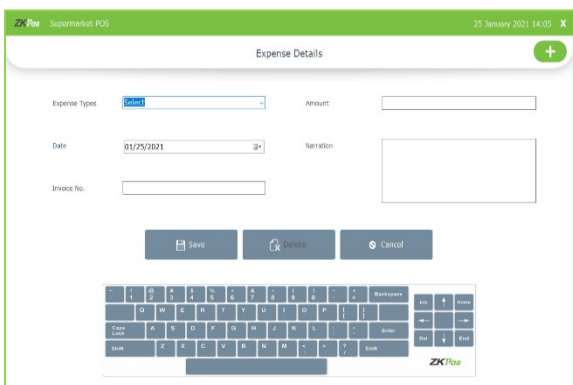 ZKPos Supermarket POS 25 January 2021 14:05 X
Expense Details
+
Expense Types Select Amount
Date 01/25/2021 Narration
Invoice No.
Save Delete Cancel
Backspace
Q W E R T Y U I O P
Caps Lock A S D F G H J K L Enter
Shift Z X C V B N M Shift
Ins Home
Del End
ZKPos